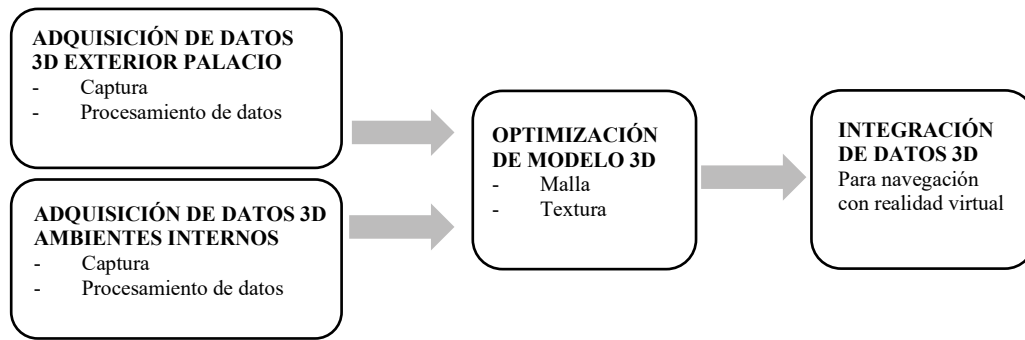 ADQUISICIÓN DE DATOS
3D EXTERIOR PALACIO
- Captura
- Procesamiento de datos
ADQUISICIÓN DE DATOS 3D
AMBIENTES INTERNOS
- Captura
- Procesamiento de datos
OPTIMIZACIÓN
DE MODELO 3D
- Malla
- Textura
INTEGRACIÓN
DE DATOS 3D
Para navegación
con realidad virtual